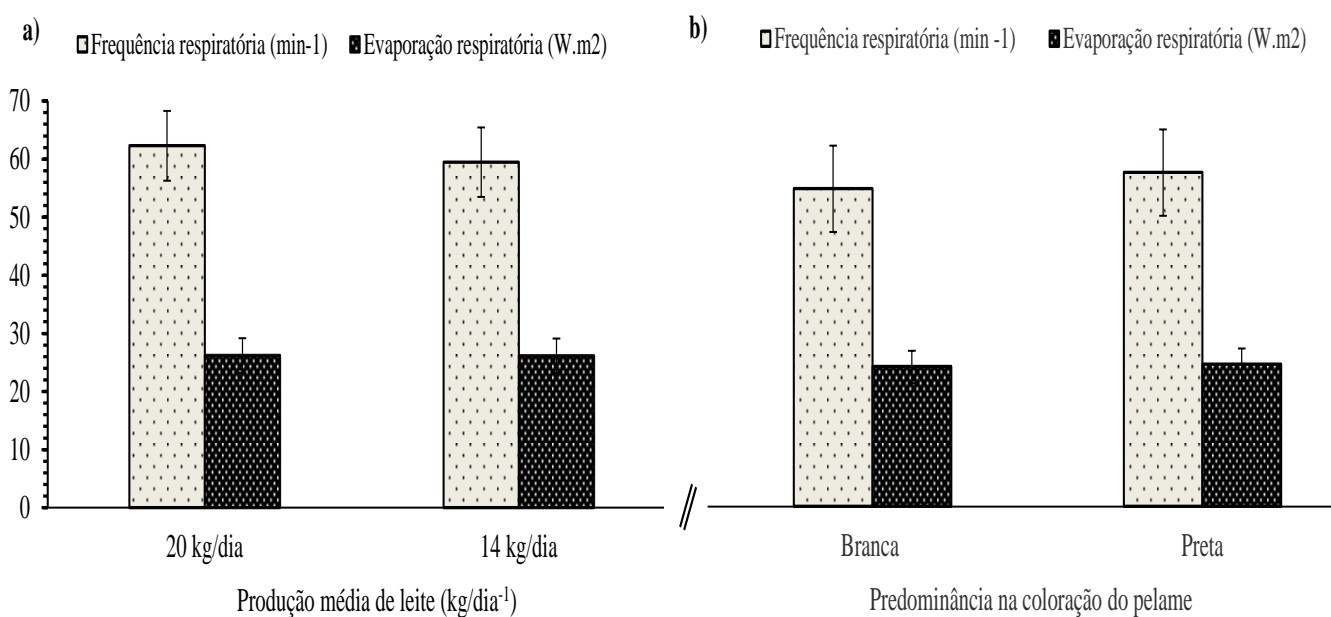 a)
Frequência respiratória (min-1) Evaporação respiratória (W.m2)
70
60
50
40
30
20
10
0
20 kg/dia 14 kg/dia
Produção média de leite (kg/dia⁻¹)
//
b)
Frequência respiratória (min -1) Evaporação respiratória (W.m2)
Branca Preta
Predominância na coloração do pelame